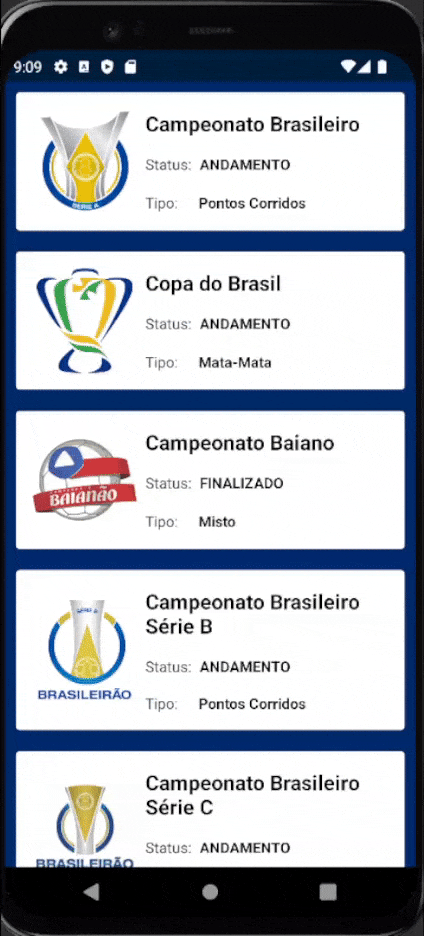 9:09
Campeonato Brasileiro
Status: ANDAMENTO
Tipo: Pontos Corridos
SÉRIE A
Copa do Brasil
Status: ANDAMENTO
Tipo: Mata-Mata
Campeonato Baiano
Status: FINALIZADO
Tipo: Misto
BAIANÃO
Campeonato Brasileiro
Série B
Status: ANDAMENTO
Tipo: Pontos Corridos
BRASILEIRÃO
Campeonato Brasileiro
Série C
Status: ANDAMENTO
BRASILEIRÃO